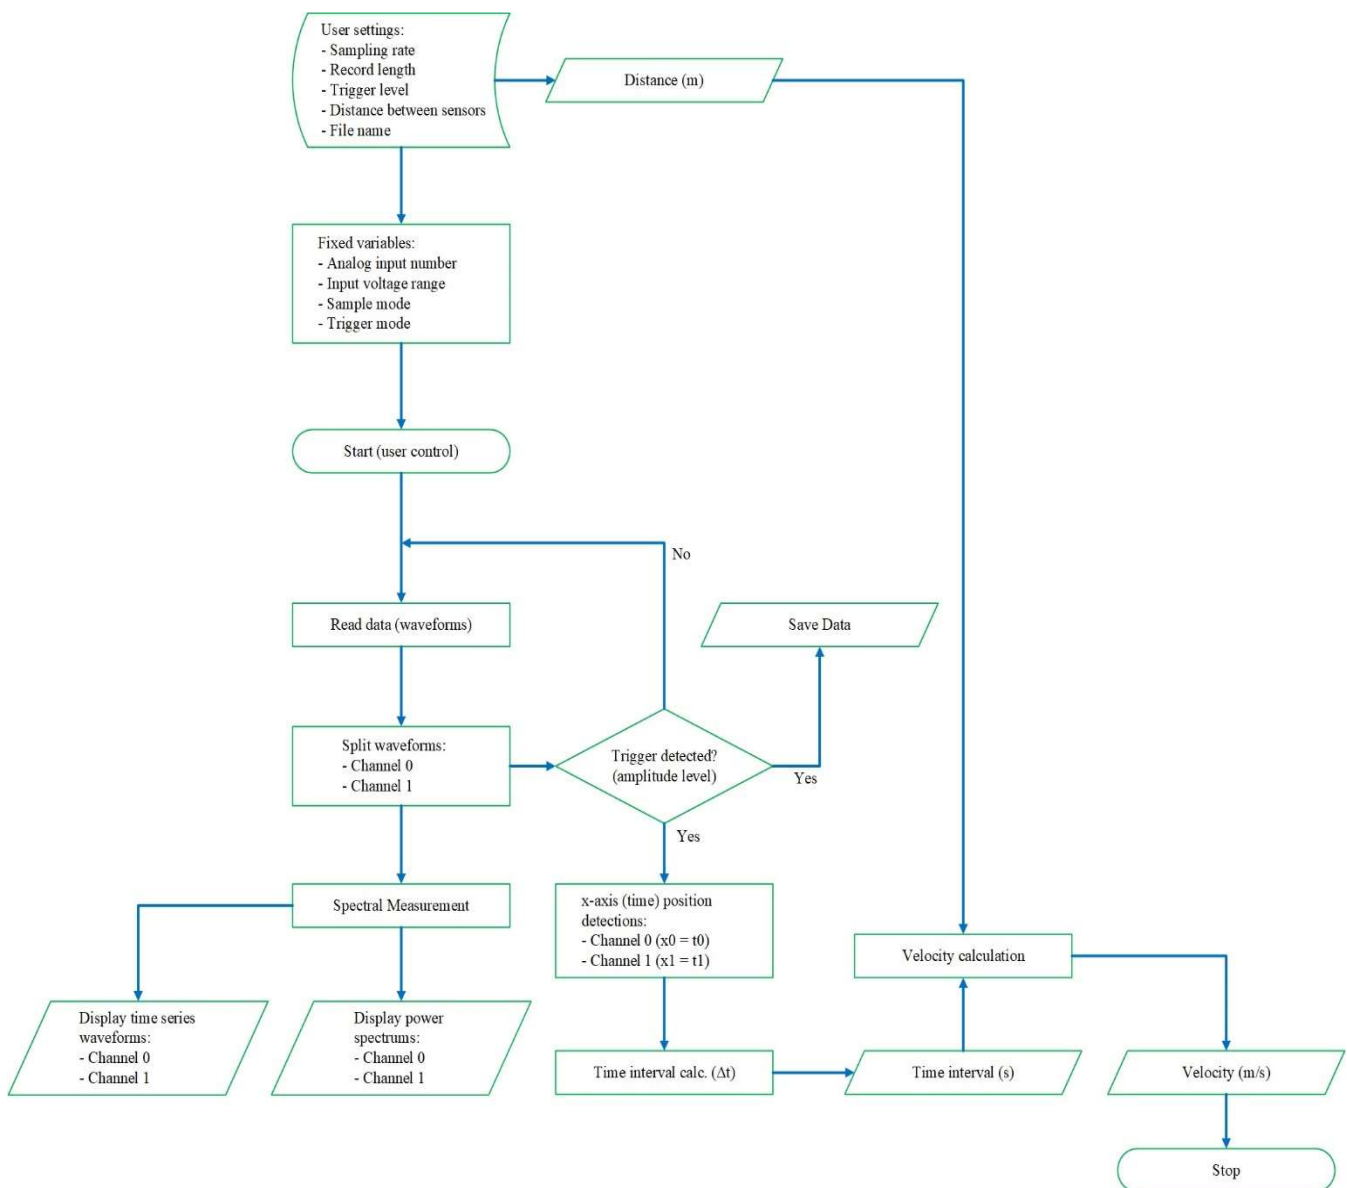 User settings:
- Sampling rate
- Record length
- Trigger level
- Distance between sensors
- File name
Distance (m)
Fixed variables:
- Analog input number
- Input voltage range
- Sample mode
- Trigger mode
Start (user control)
No
Read data (waveforms)
Save Data
Split waveforms:
- Channel 0
- Channel 1
Trigger detected?
(amplitude level)
Yes
Yes
Spectral Measurement
x-axis (time) position
detections:
- Channel 0 (x0 = t0)
- Channel 1 (x1 = t1)
Velocity calculation
Display time series
waveforms:
- Channel 0
- Channel 1
Display power
spectrums:
- Channel 0
- Channel 1
Time interval calc. (Δt)
Time interval (s)
Velocity (m/s)
Stop